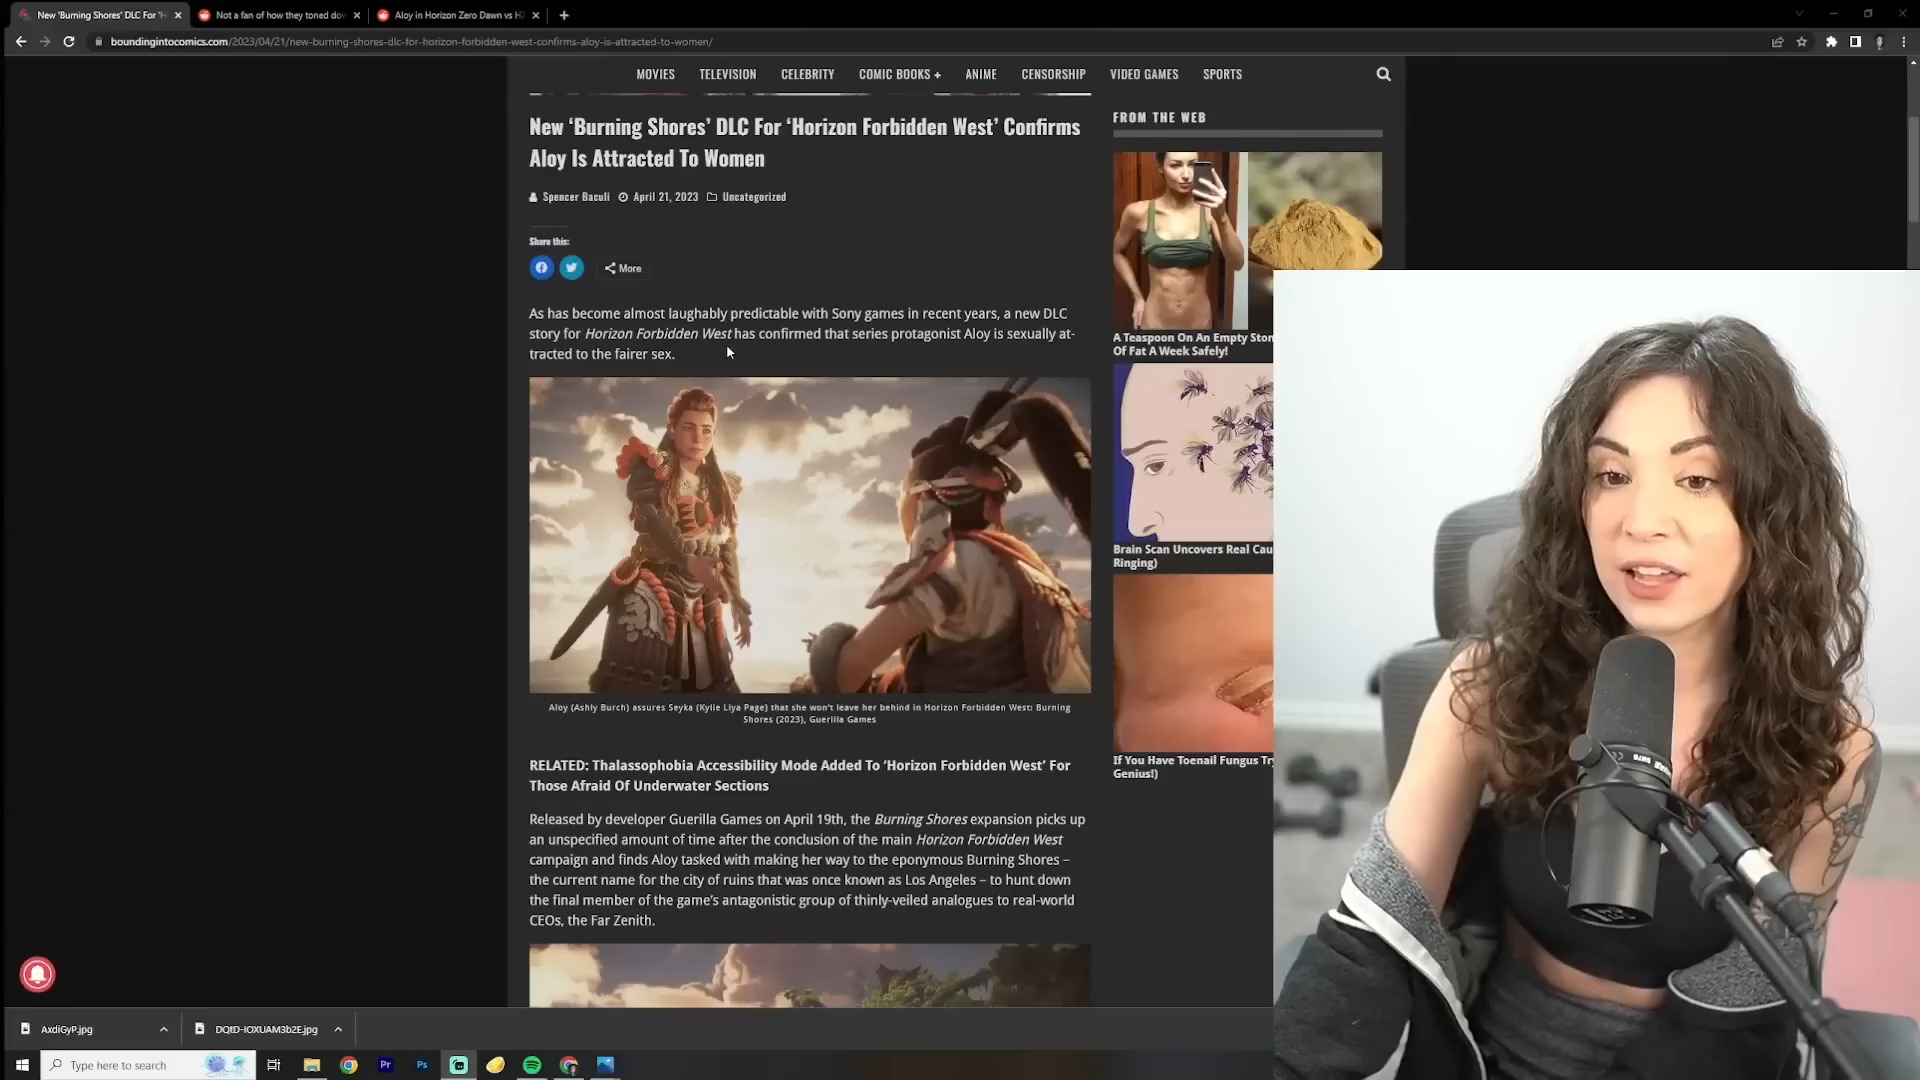 New 'Burning Shores' DLC For 'H
Not a fan of how they toned dow
Aloy in Horizon Zero Dawn vs H
boundingintocomics.com/2023/04/21/new-burning-shores-dlc-for-horizon-forbidden-west-confirms-aloy-is-attracted-to-women/
MOVIES TELEVISION CELEBRITY COMIC BOOKS + ANIME CENSORSHIP VIDEO GAMES SPORTS
New 'Burning Shores' DLC For 'Horizon Forbidden West' Confirms
Aloy Is Attracted To Women
Spencer Baculi April 21, 2023 Uncategorized
Share this:
More
As has become almost laughably predictable with Sony games in recent years, a new DLC
story for Horizon Forbidden West has confirmed that series protagonist Aloy is sexually at-
tracted to the fairer sex.
Aloy (Ashly Burch) assures Seyka (Kylie Liya Page) that she won't leave her behind in Horizon Forbidden West: Burning
Shores (2023), Guerilla Games
RELATED: Thalassophobia Accessibility Mode Added To 'Horizon Forbidden West' For
Those Afraid Of Underwater Sections
Released by developer Guerilla Games on April 19th, the Burning Shores expansion picks up
an unspecified amount of time after the conclusion of the main Horizon Forbidden West
campaign and finds Aloy tasked with making her way to the eponymous Burning Shores –
the current name for the city of ruins that was once known as Los Angeles – to hunt down
the final member of the game's antagonistic group of thinly-veiled analogues to real-world
CEOs, the Far Zenith.
FROM THE WEB
A Teaspoon On An Empty Ston
Of Fat A Week Safely!
Brain Scan Uncovers Real Cau
Ringing)
If You Have Toenail Fungus Try
Genius!)
AxdiGyP.jpg
DQtD-IOXUAM3b2E.jpg
Type here to search
Pr
Ps